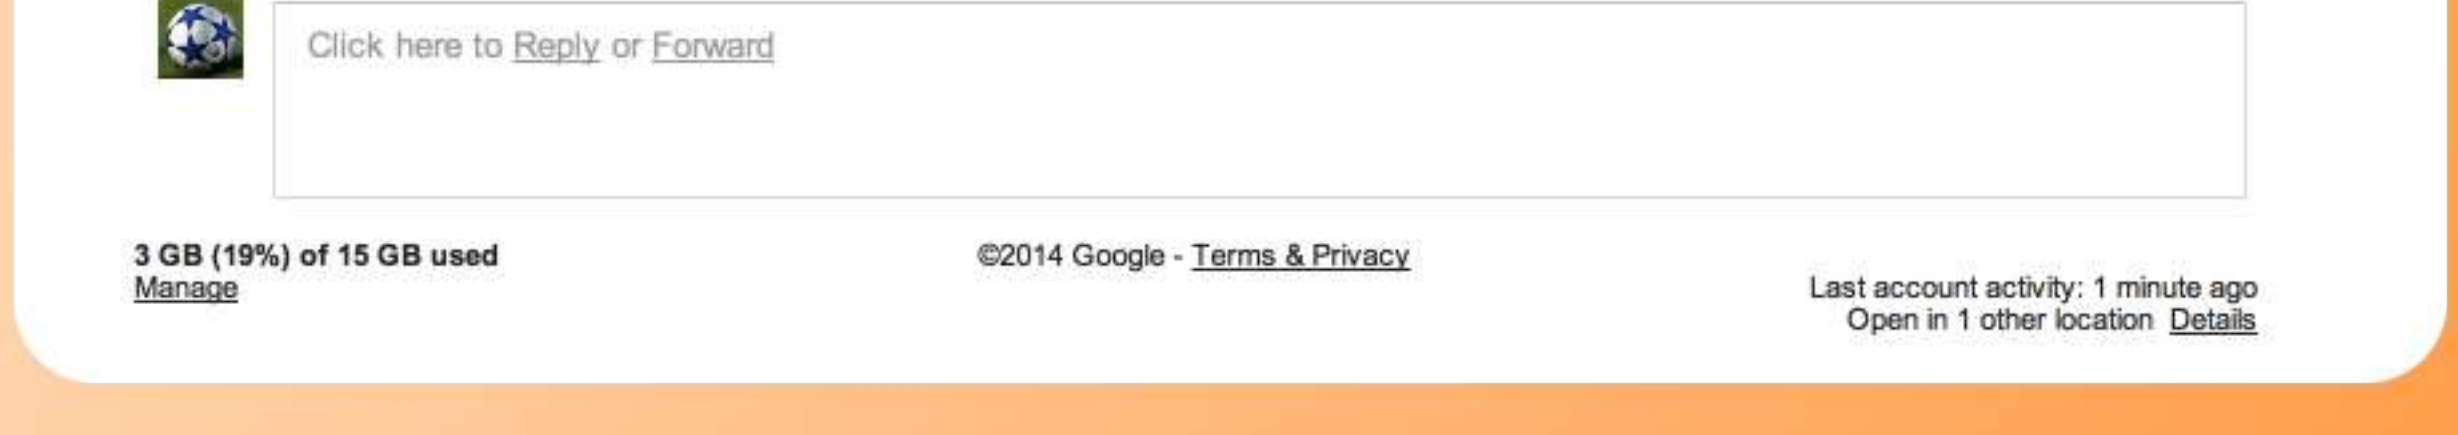 Click here to Reply or Forward
3 GB (19%) of 15 GB used
Manage
©2014 Google - Terms & Privacy
Last account activity: 1 minute ago
Open in 1 other location Details